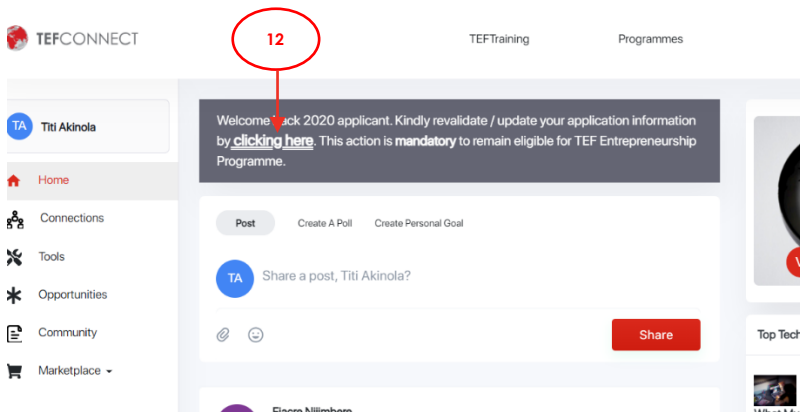 TEFCONNECT
12
TEFTraining
Programmes
TA
Titi Akinola
Home
Connections
Tools
Opportunities
Community
Marketplace
Welcome back 2020 applicant. Kindly revalidate / update your application information
by clicking here. This action is mandatory to remain eligible for TEF Entrepreneurship
Programme.
Post
Create A Poll
Create Personal Goal
TA
Share a post, Titi Akinola?
Share
Top Tech